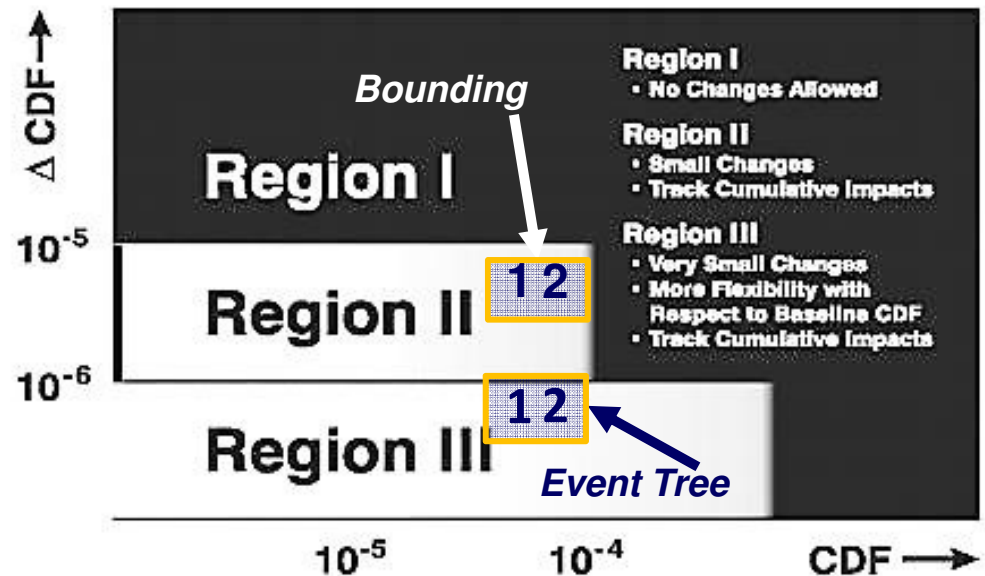 Δ CDF→
Bounding
Region I
Region I
• No Changes Allowed
Region II
• Small Changes
• Track Cumulative Impacts
Region III
• Very Small Changes
• More Flexibility with
Respect to Baseline CDF
• Track Cumulative Impacts
10-5
1 2
Region II
10-6
1 2
Region III
Event Tree
10-5
10-4
CDF →